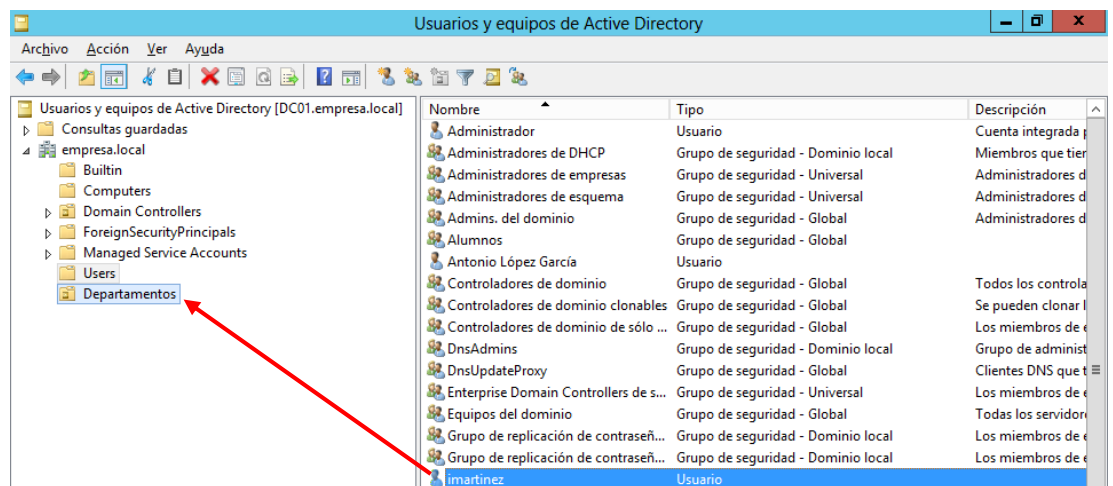 Usuarios y equipos de Active Directory
Archivo Acción Ver Ayuda
Usuarios y equipos de Active Directory [DC01.empresa.local]
Consultas guardadas
empresa.local
Builtin
Computers
Domain Controllers
ForeignSecurityPrincipals
Managed Service Accounts
Users
Departamentos
Nombre Tipo Descripción
Administrador Usuario Cuenta integrada
Administradores de DHCP Grupo de seguridad - Dominio local Miembros que tier
Administradores de empresas Grupo de seguridad - Universal Administradores d
Administradores de esquema Grupo de seguridad - Universal Administradores d
Admins. del dominio Grupo de seguridad - Global Administradores d
Alumnos Grupo de seguridad - Global
Antonio López García Usuario
Controladores de dominio Grupo de seguridad - Global Todos los controla
Controladores de dominio clonables Grupo de seguridad - Global Se pueden clonar l
Controladores de dominio de sólo ... Grupo de seguridad - Global Los miembros de e
DnsAdmins Grupo de seguridad - Dominio local Grupo de administ
DnsUpdateProxy Grupo de seguridad - Global Clientes DNS que t
Enterprise Domain Controllers de s... Grupo de seguridad - Universal Los miembros de e
Equipos del dominio Grupo de seguridad - Global Todas los servidor
Grupo de replicación de contraseñ... Grupo de seguridad - Dominio local Los miembros de e
Grupo de replicación de contraseñ... Grupo de seguridad - Dominio local Los miembros de e
imartinez Usuario